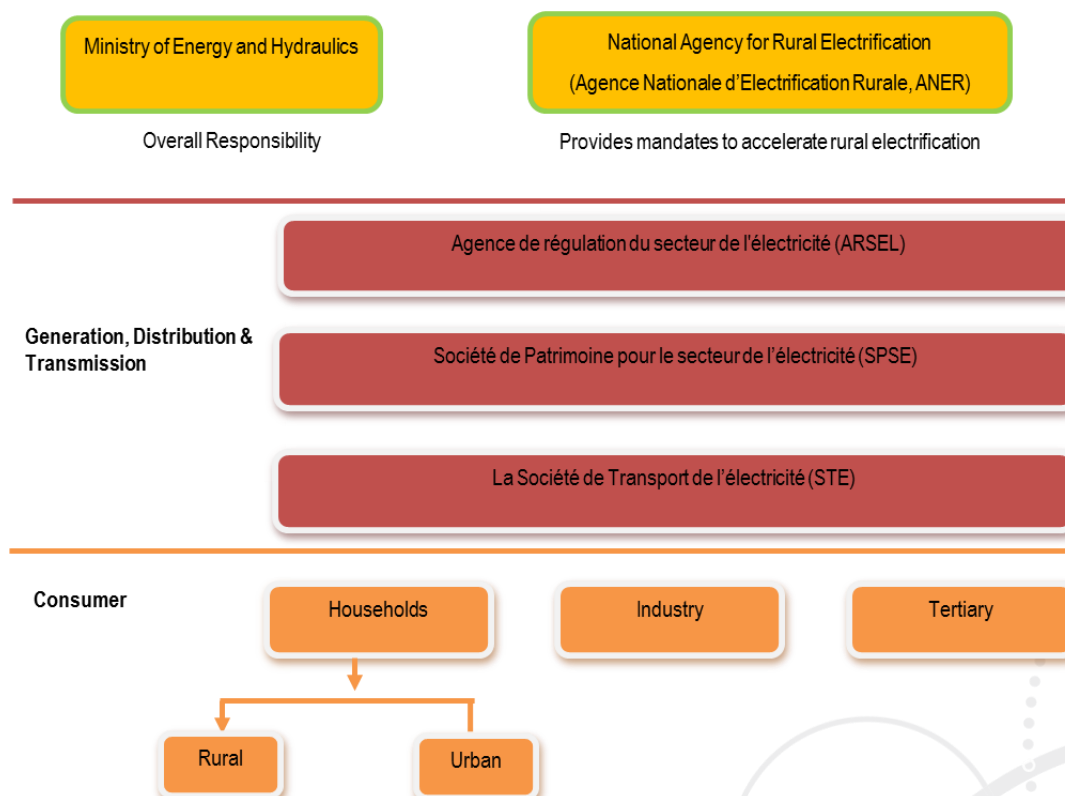 Ministry of Energy and Hydraulics
National Agency for Rural Electrification
(Agence Nationale d’Electrification Rurale, ANER)
Overall Responsibility
Provides mandates to accelerate rural electrification
Agence de régulation du secteur de l'électricité (ARSEL)
Generation, Distribution &
Transmission
Société de Patrimoine pour le secteur de l’électricité (SPSE)
La Société de Transport de l’électricité (STE)
Consumer
Households
Industry
Tertiary
Rural
Urban